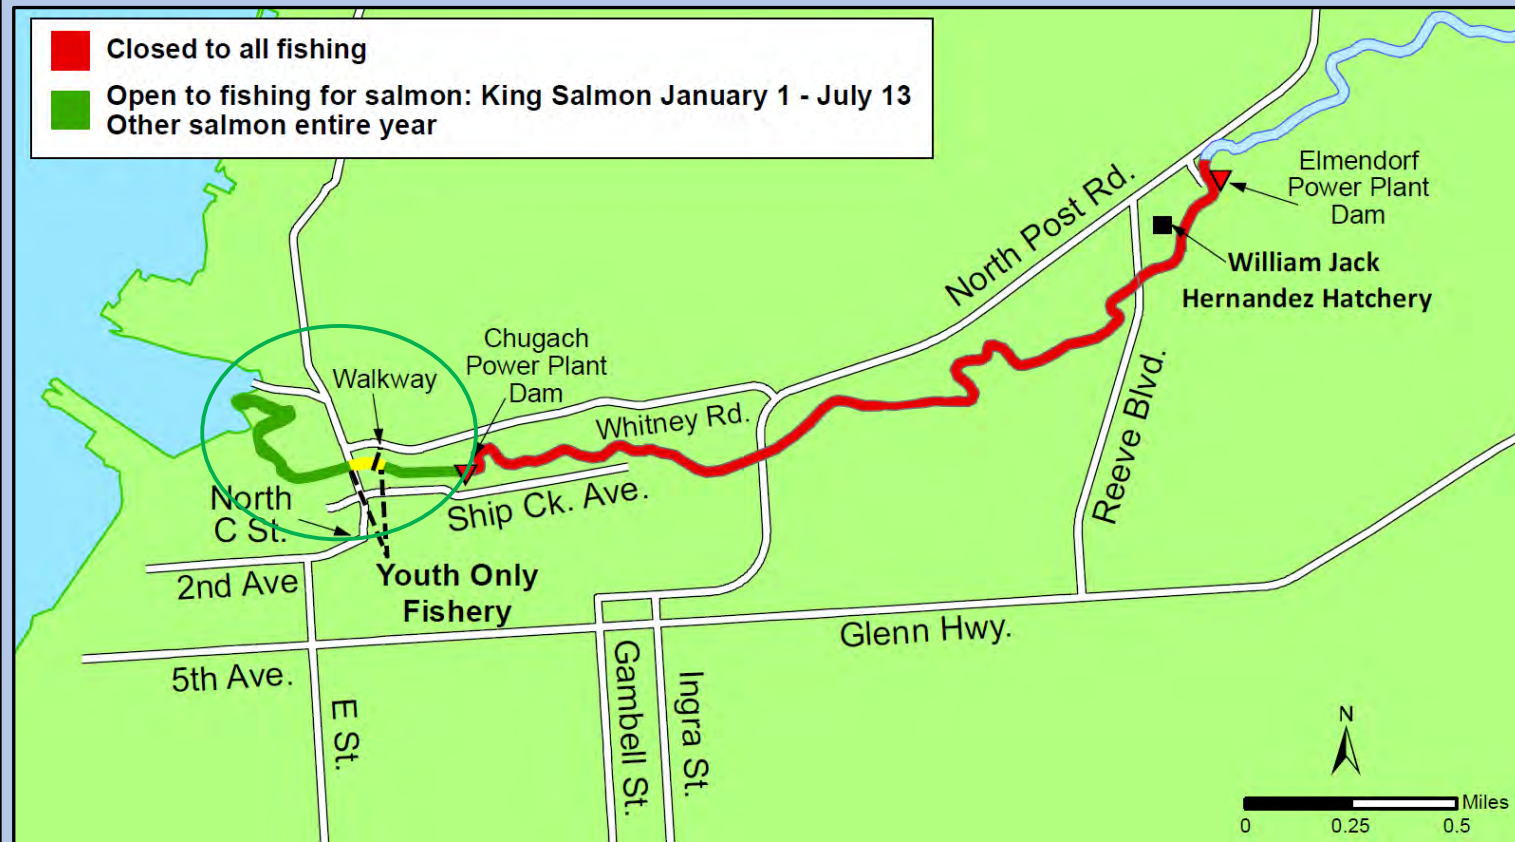 Closed to all fishing
Open to fishing for salmon: King Salmon January 1 - July 13
Other salmon entire year
Elmendorf
Power Plant
Dam
North Post Rd.
William Jack
Hernandez Hatchery
Chugach
Power Plant
Dam
Walkway
Whitney Rd.
Reeve Blvd.
North
C St.
Ship Ck. Ave.
2nd Ave
Youth Only
Fishery
Glenn Hwy.
5th Ave.
E St.
Gambell St.
Ingra St.
N
Miles
0 0.25 0.5